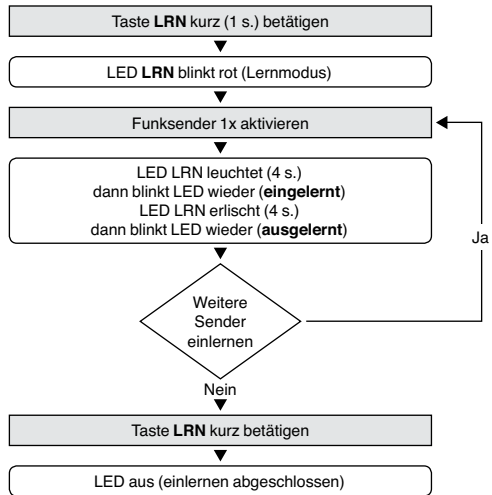 Taste LRN kurz (1 s.) betätigen
LED LRN blinkt rot (Lernmodus)
Funksender 1x aktivieren
LED LRN leuchtet (4 s.)
dann blinkt LED wieder (eingelernt)
LED LRN erlischt (4 s.)
dann blinkt LED wieder (ausgelernt)
Ja
Weitere
Sender
einlernen
Nein
Taste LRN kurz betätigen
LED aus (einlernen abgeschlossen)